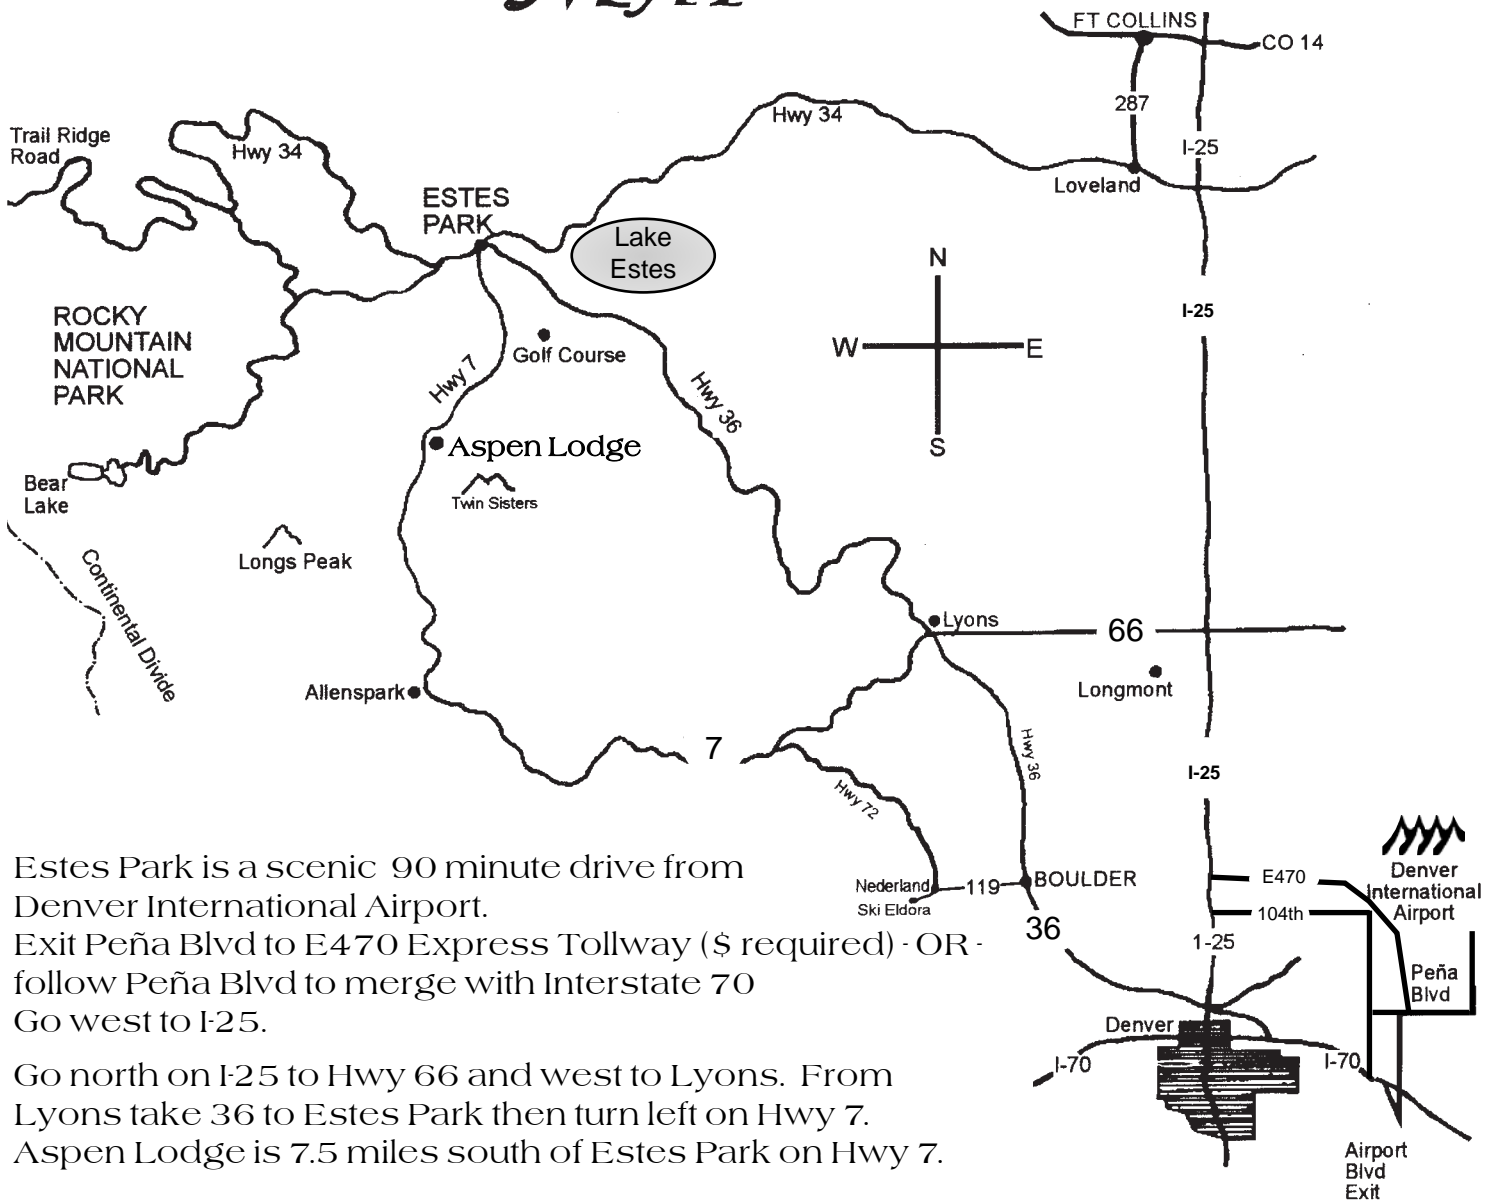 FT COLLINS
CO 14
287
I-25
Hwy 34
Loveland
Trail Ridge
Road
Hwy 34
ESTES
PARK
Lake
Estes
N
W
E
S
I-25
ROCKY
MOUNTAIN
NATIONAL
PARK
Golf Course
Hwy 7
Hwy 36
Aspen Lodge
Twin Sisters
Bear
Lake
Longs Peak
Continental Divide
Lyons
66
Longmont
Allenspark
7
Hwy 36
Hwy 72
I-25
Nederland
119
BOULDER
Ski Eldora
36
E470
104th
1-25
Denver
International
Airport
Peña
Blvd
Denver
I-70
I-70
Airport
Blvd
Exit
Estes Park is a scenic 90 minute drive from
Denver International Airport.
Exit Peña Blvd to E470 Express Tollway ($ required) - OR -
follow Peña Blvd to merge with Interstate 70
Go west to I-25.
Go north on I-25 to Hwy 66 and west to Lyons. From
Lyons take 36 to Estes Park then turn left on Hwy 7.
Aspen Lodge is 7.5 miles south of Estes Park on Hwy 7.